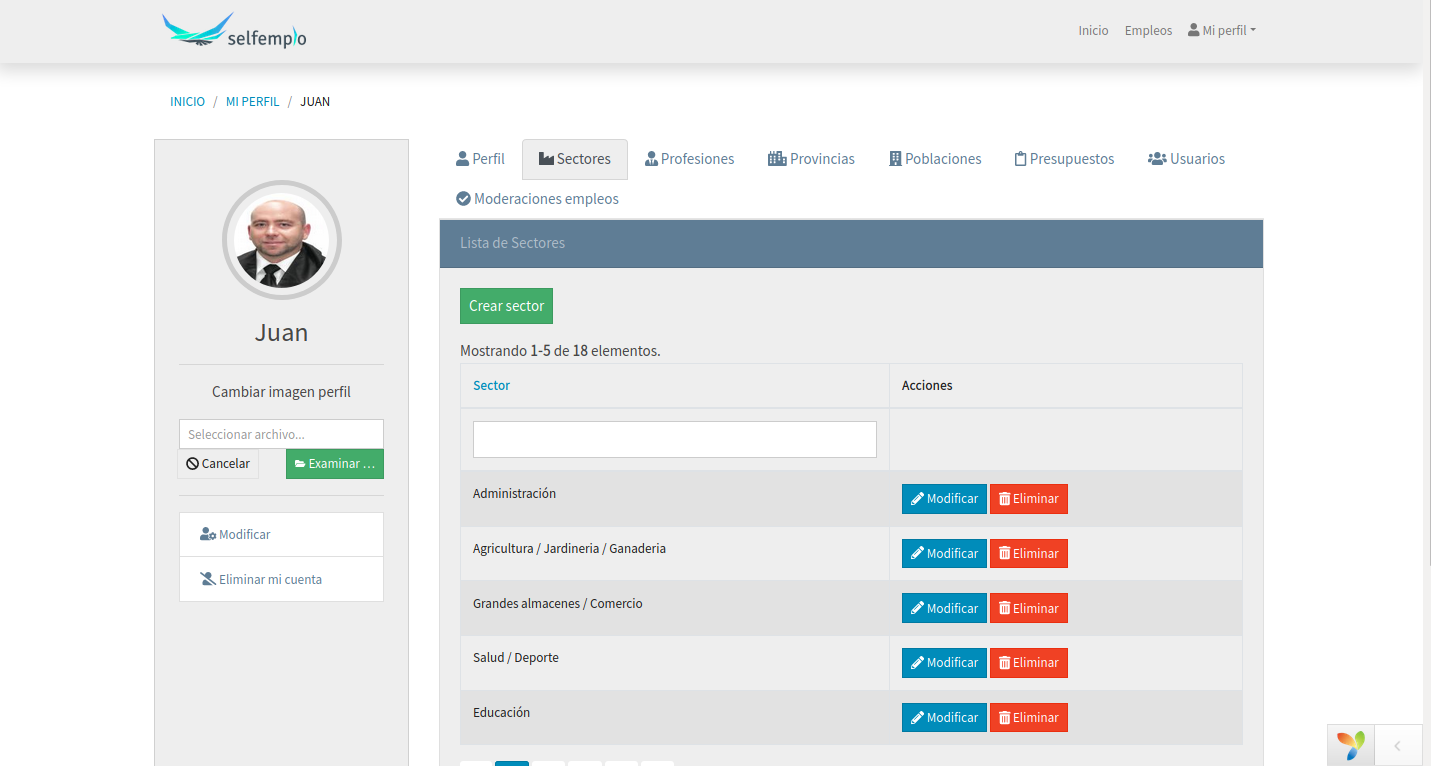 selfemplo
Inicio Empleos Mi perfil
INICIO / MI PERFIL / JUAN
Juan
Cambiar imagen perfil
Seleccionar archivo...
Cancelar Examinar ...
Modificar
Eliminar mi cuenta
Perfil Sectores Profesiones Provincias Poblaciones Presupuestos Usuarios
Moderaciones empleos
Lista de Sectores
Crear sector
Mostrando 1-5 de 18 elementos.
Sector Acciones
Administración Modificar Eliminar
Agricultura / Jardineria / Ganaderia Modificar Eliminar
Grandes almacenes / Comercio Modificar Eliminar
Salud / Deporte Modificar Eliminar
Educación Modificar Eliminar